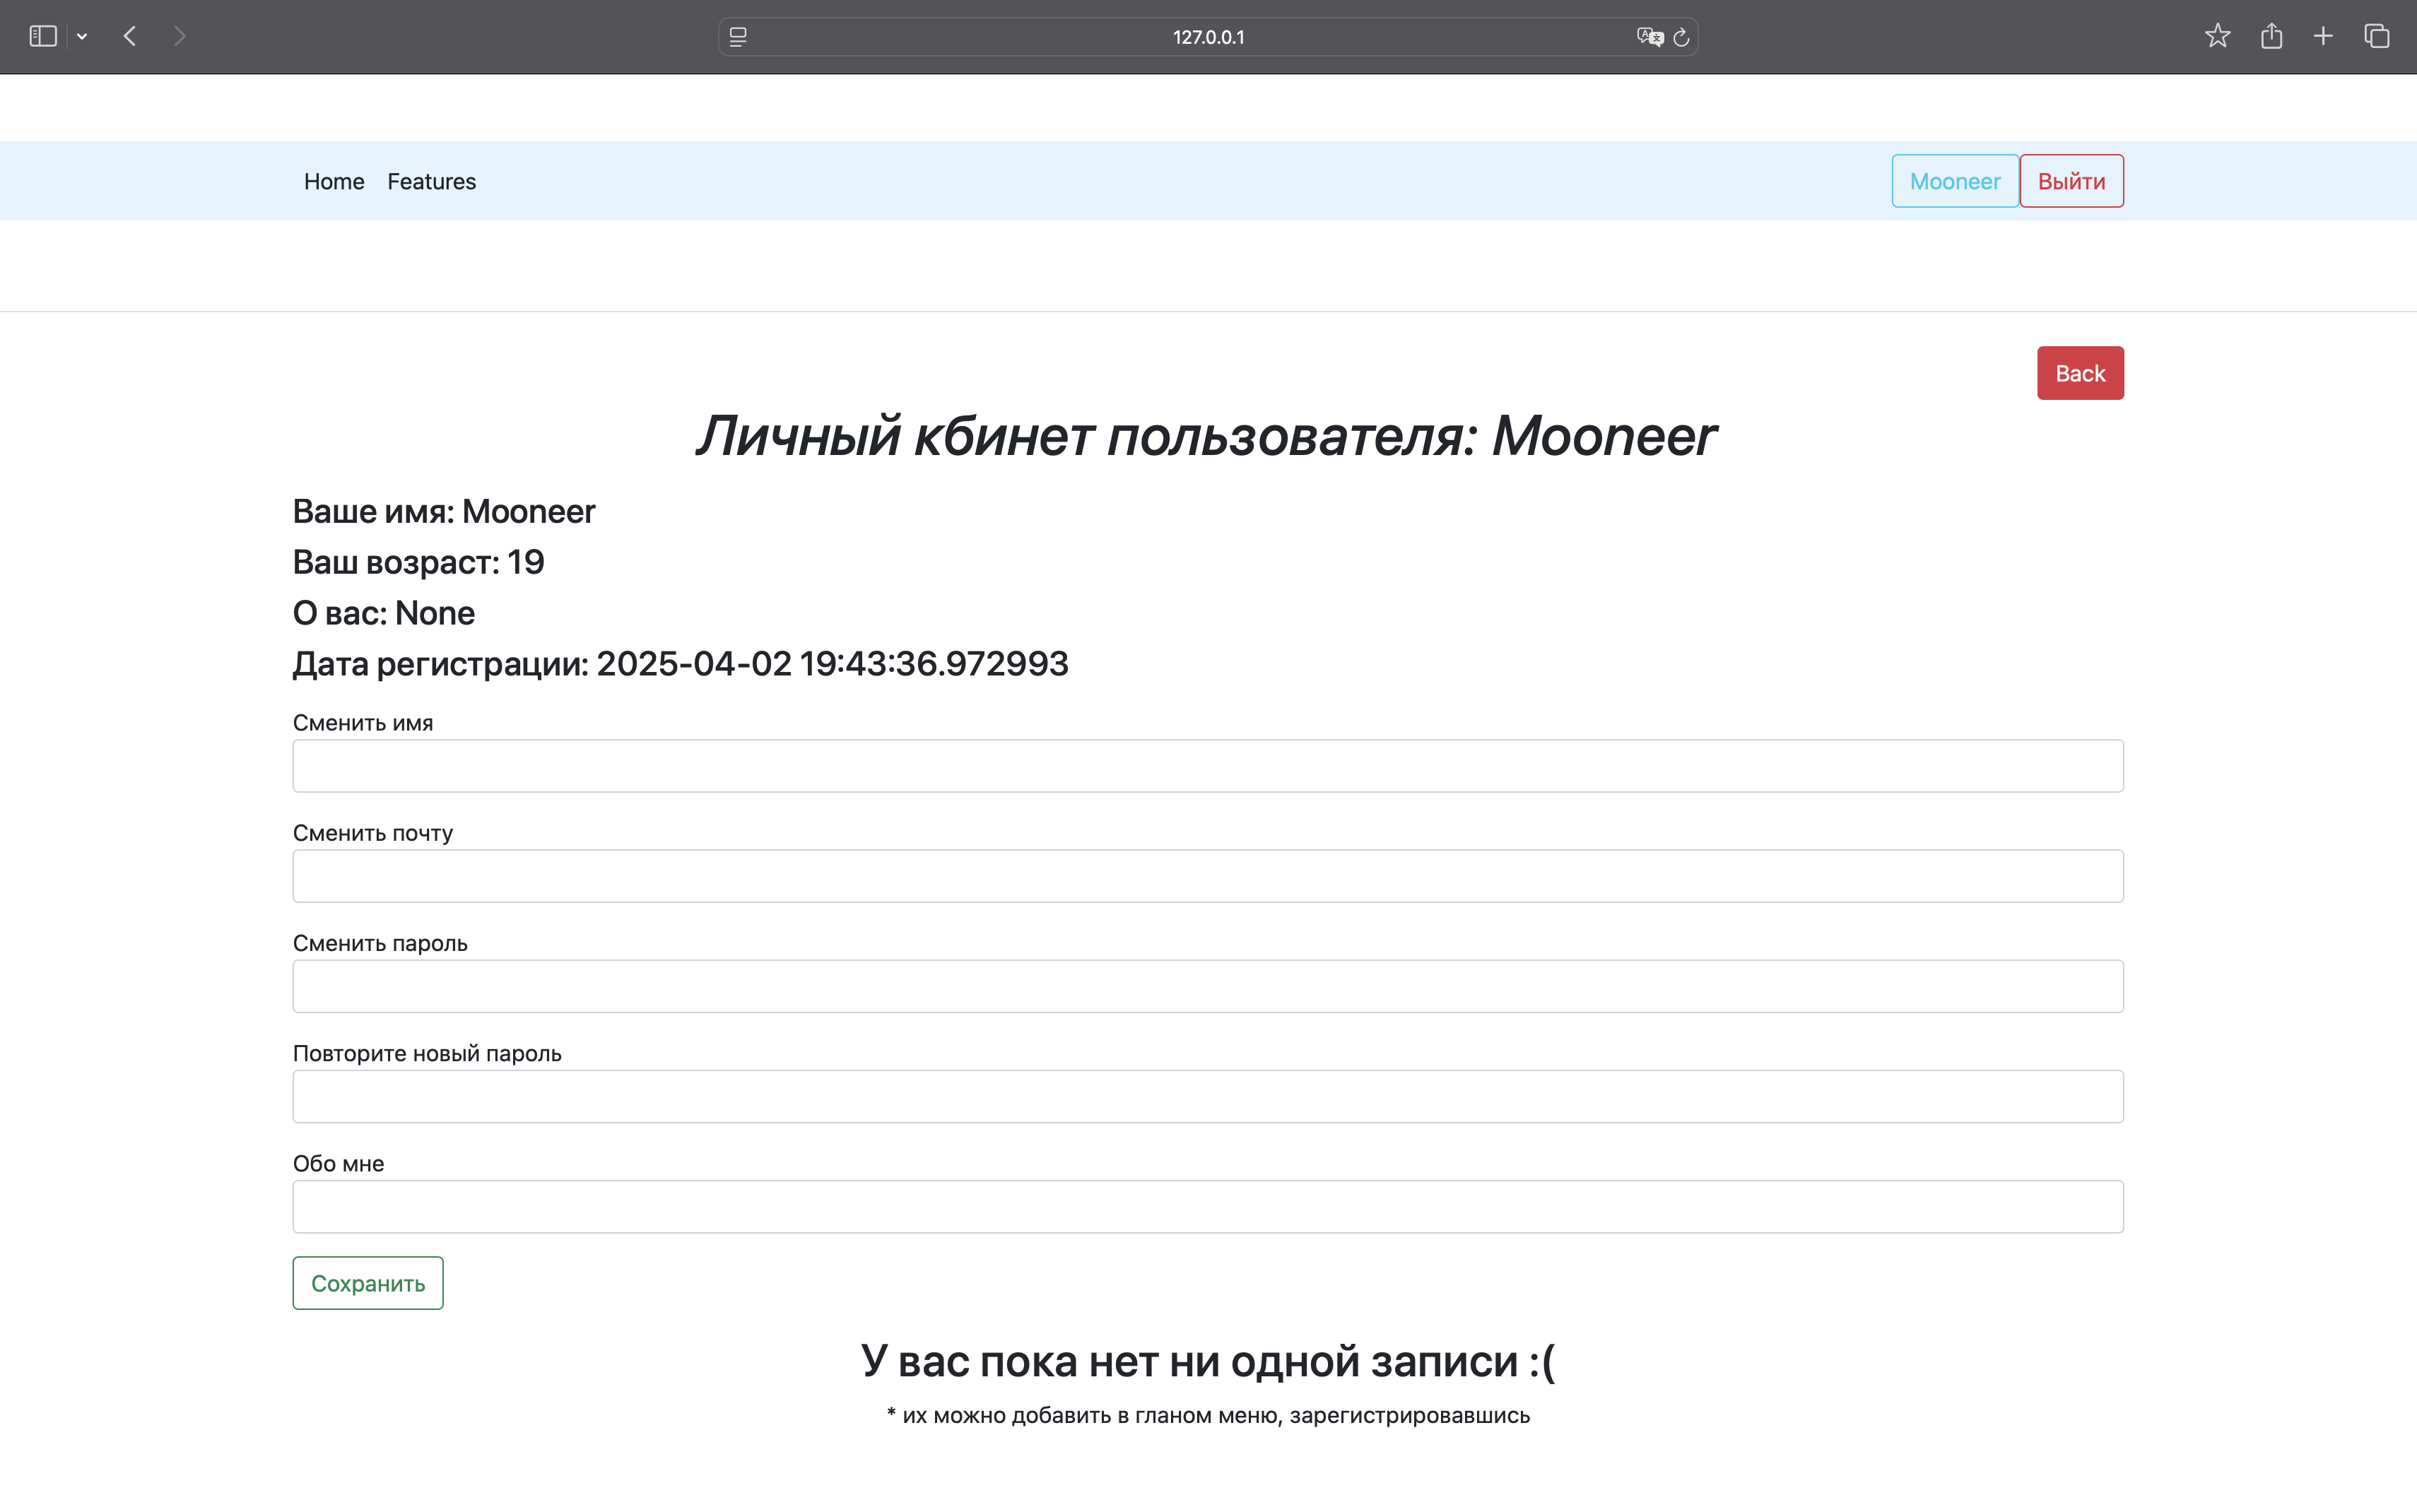 127.0.0.1
Home Features Mooneer Выйти
Back
Личный кбинет пользователя: Mooneer
Ваше имя: Mooneer
Ваш возраст: 19
О вас: None
Дата регистрации: 2025-04-02 19:43:36.972993
Сменить имя
Сменить почту
Сменить пароль
Повторите новый пароль
Обо мне
Сохранить
У вас пока нет ни одной записи :(
* их можно добавить в гланом меню, зарегистрировавшись